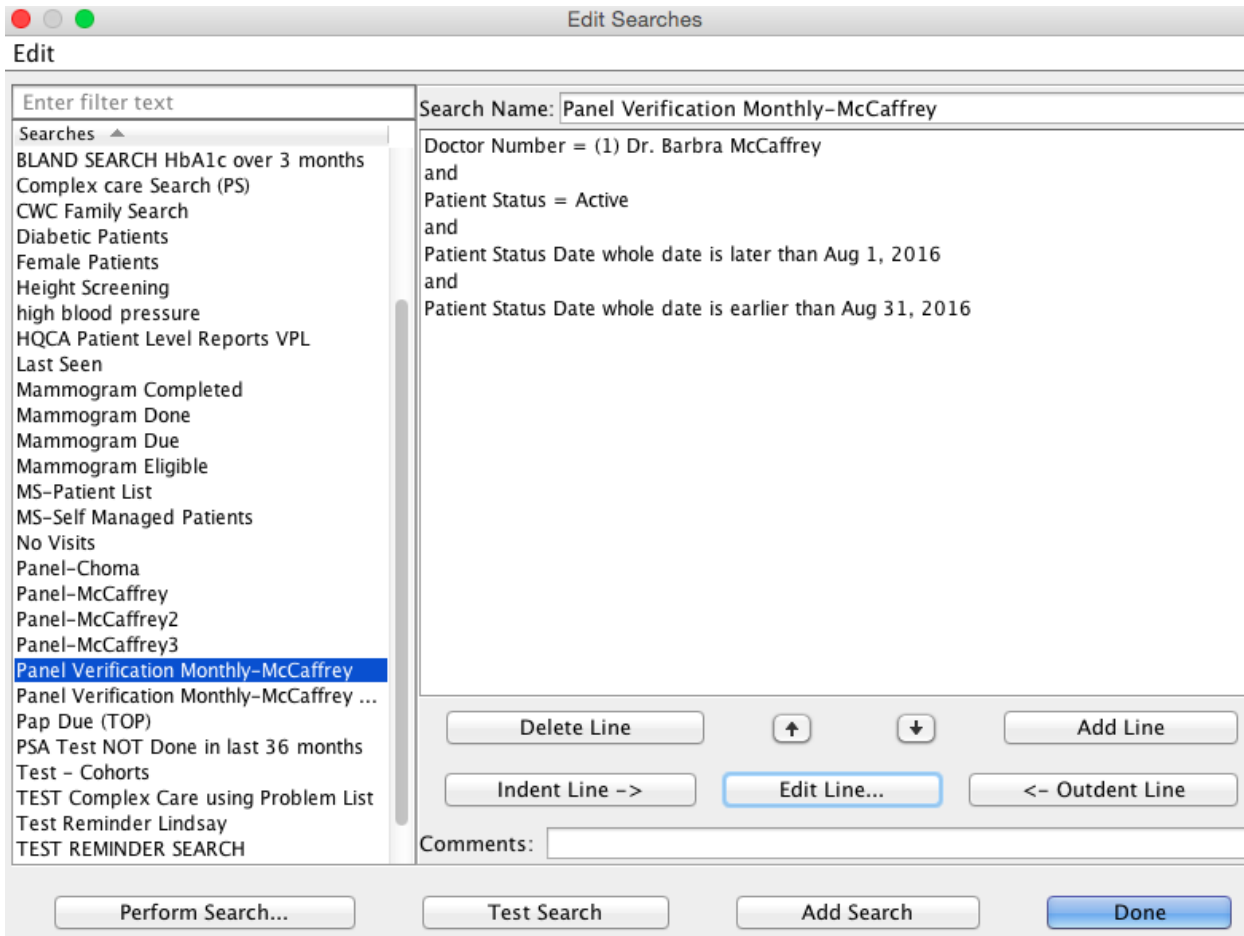 Edit Searches
Edit
Enter filter text
Searches
BLAND SEARCH HbA1c over 3 months
Complex care Search (PS)
CWC Family Search
Diabetic Patients
Female Patients
Height Screening
high blood pressure
HQCA Patient Level Reports VPL
Last Seen
Mammogram Completed
Mammogram Done
Mammogram Due
Mammogram Eligible
MS-Patient List
MS-Self Managed Patients
No Visits
Panel-Choma
Panel-McCaffrey
Panel-McCaffrey2
Panel-McCaffrey3
Panel Verification Monthly-McCaffrey
Panel Verification Monthly-McCaffrey ...
Pap Due (TOP)
PSA Test NOT Done in last 36 months
Test - Cohorts
TEST Complex Care using Problem List
Test Reminder Lindsay
TEST REMINDER SEARCH
Search Name: Panel Verification Monthly-McCaffrey
Doctor Number = (1) Dr. Barbra McCaffrey
and
Patient Status = Active
and
Patient Status Date whole date is later than Aug 1, 2016
and
Patient Status Date whole date is earlier than Aug 31, 2016
Delete Line
Add Line
Indent Line ->
Edit Line...
<- Outdent Line
Comments:
Perform Search...
Test Search
Add Search
Done